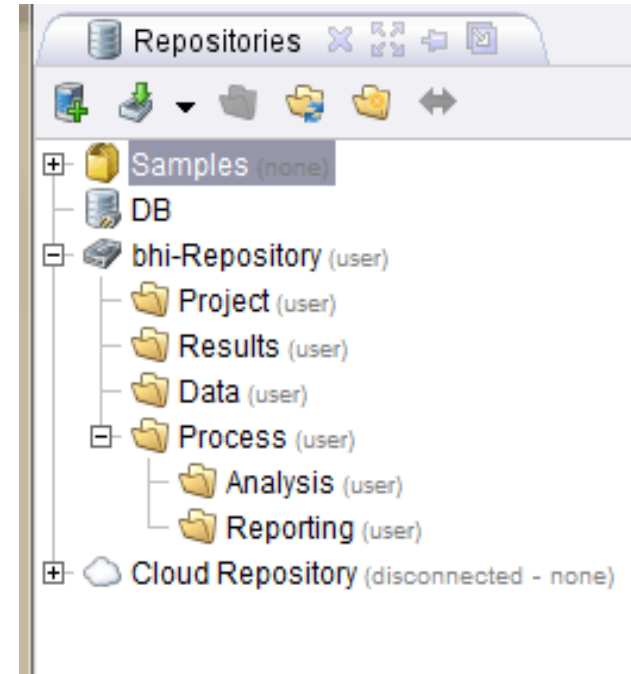 Repositories
Samples (none)
DB
bhi-Repository (user)
Project (user)
Results (user)
Data (user)
Process (user)
Analysis (user)
Reporting (user)
Cloud Repository (disconnected - none)